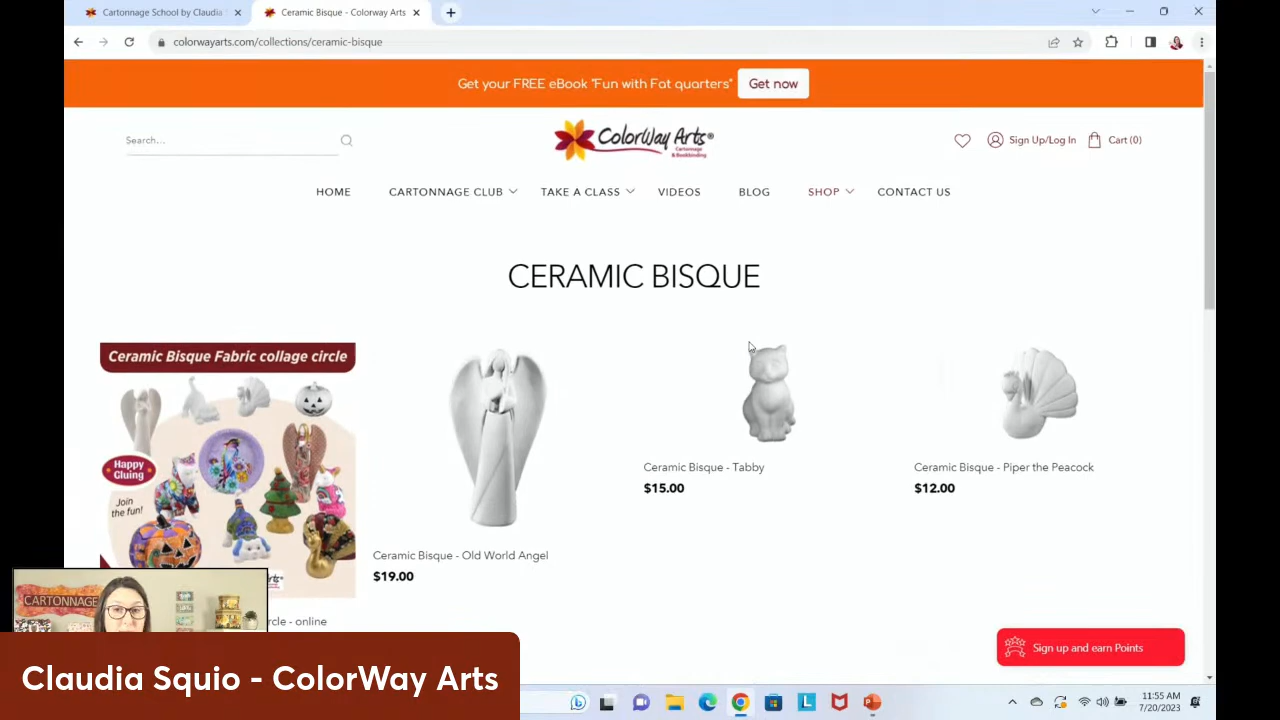 Cartonnage School by Claudia
Ceramic Bisque - ColorWay Arts
colorwayarts.com/collections/ceramic-bisque
Get your FREE eBook "Fun with Fat quarters" Get now
Search...
ColorWay Arts®
Cartonnage
& Bookbinding
Sign Up/Log In
Cart (0)
HOME CARTONNAGE CLUB TAKE A CLASS VIDEOS BLOG SHOP CONTACT US
CERAMIC BISQUE
Ceramic Bisque Fabric collage circle
Happy
Gluing
Join
the fun!
Arts®
rcle - online
Ceramic Bisque - Old World Angel
$19.00
Ceramic Bisque - Tabby
$15.00
Ceramic Bisque - Piper the Peacock
$12.00
CARTONNAGE
Sign up and earn Points
Claudia Squio - ColorWay Arts
11:55 AM
7/20/2023